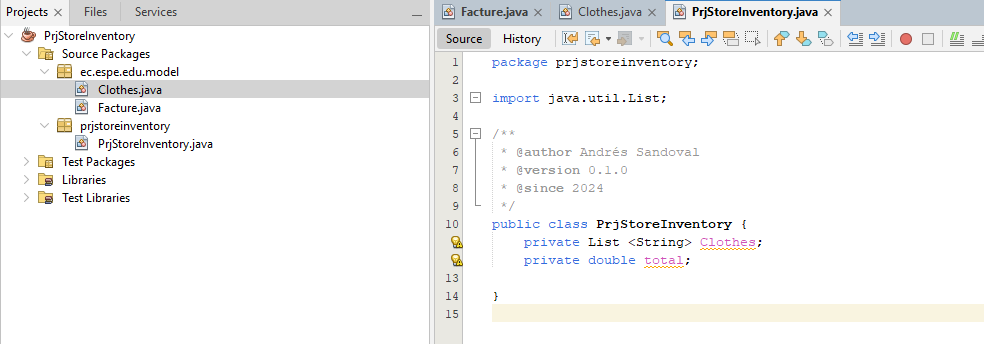 Projects × Files Services
PrjStoreInventory
Source Packages
ec.espe.edu.model
Clothes.java
Facture.java
prjstoreinventory
PrjStoreInventory.java
Test Packages
Libraries
Test Libraries
Facture.java × Clothes.java × PrjStoreInventory.java ×
Source History
1 package prjstoreinventory;
2
3 import java.util.List;
4
5 /**
6 * @author Andrés Sandoval
7 * @version 0.1.0
8 * @since 2024
9 */
10 public class PrjStoreInventory {
private List <String> Clothes;
private double total;
13
14 }
15